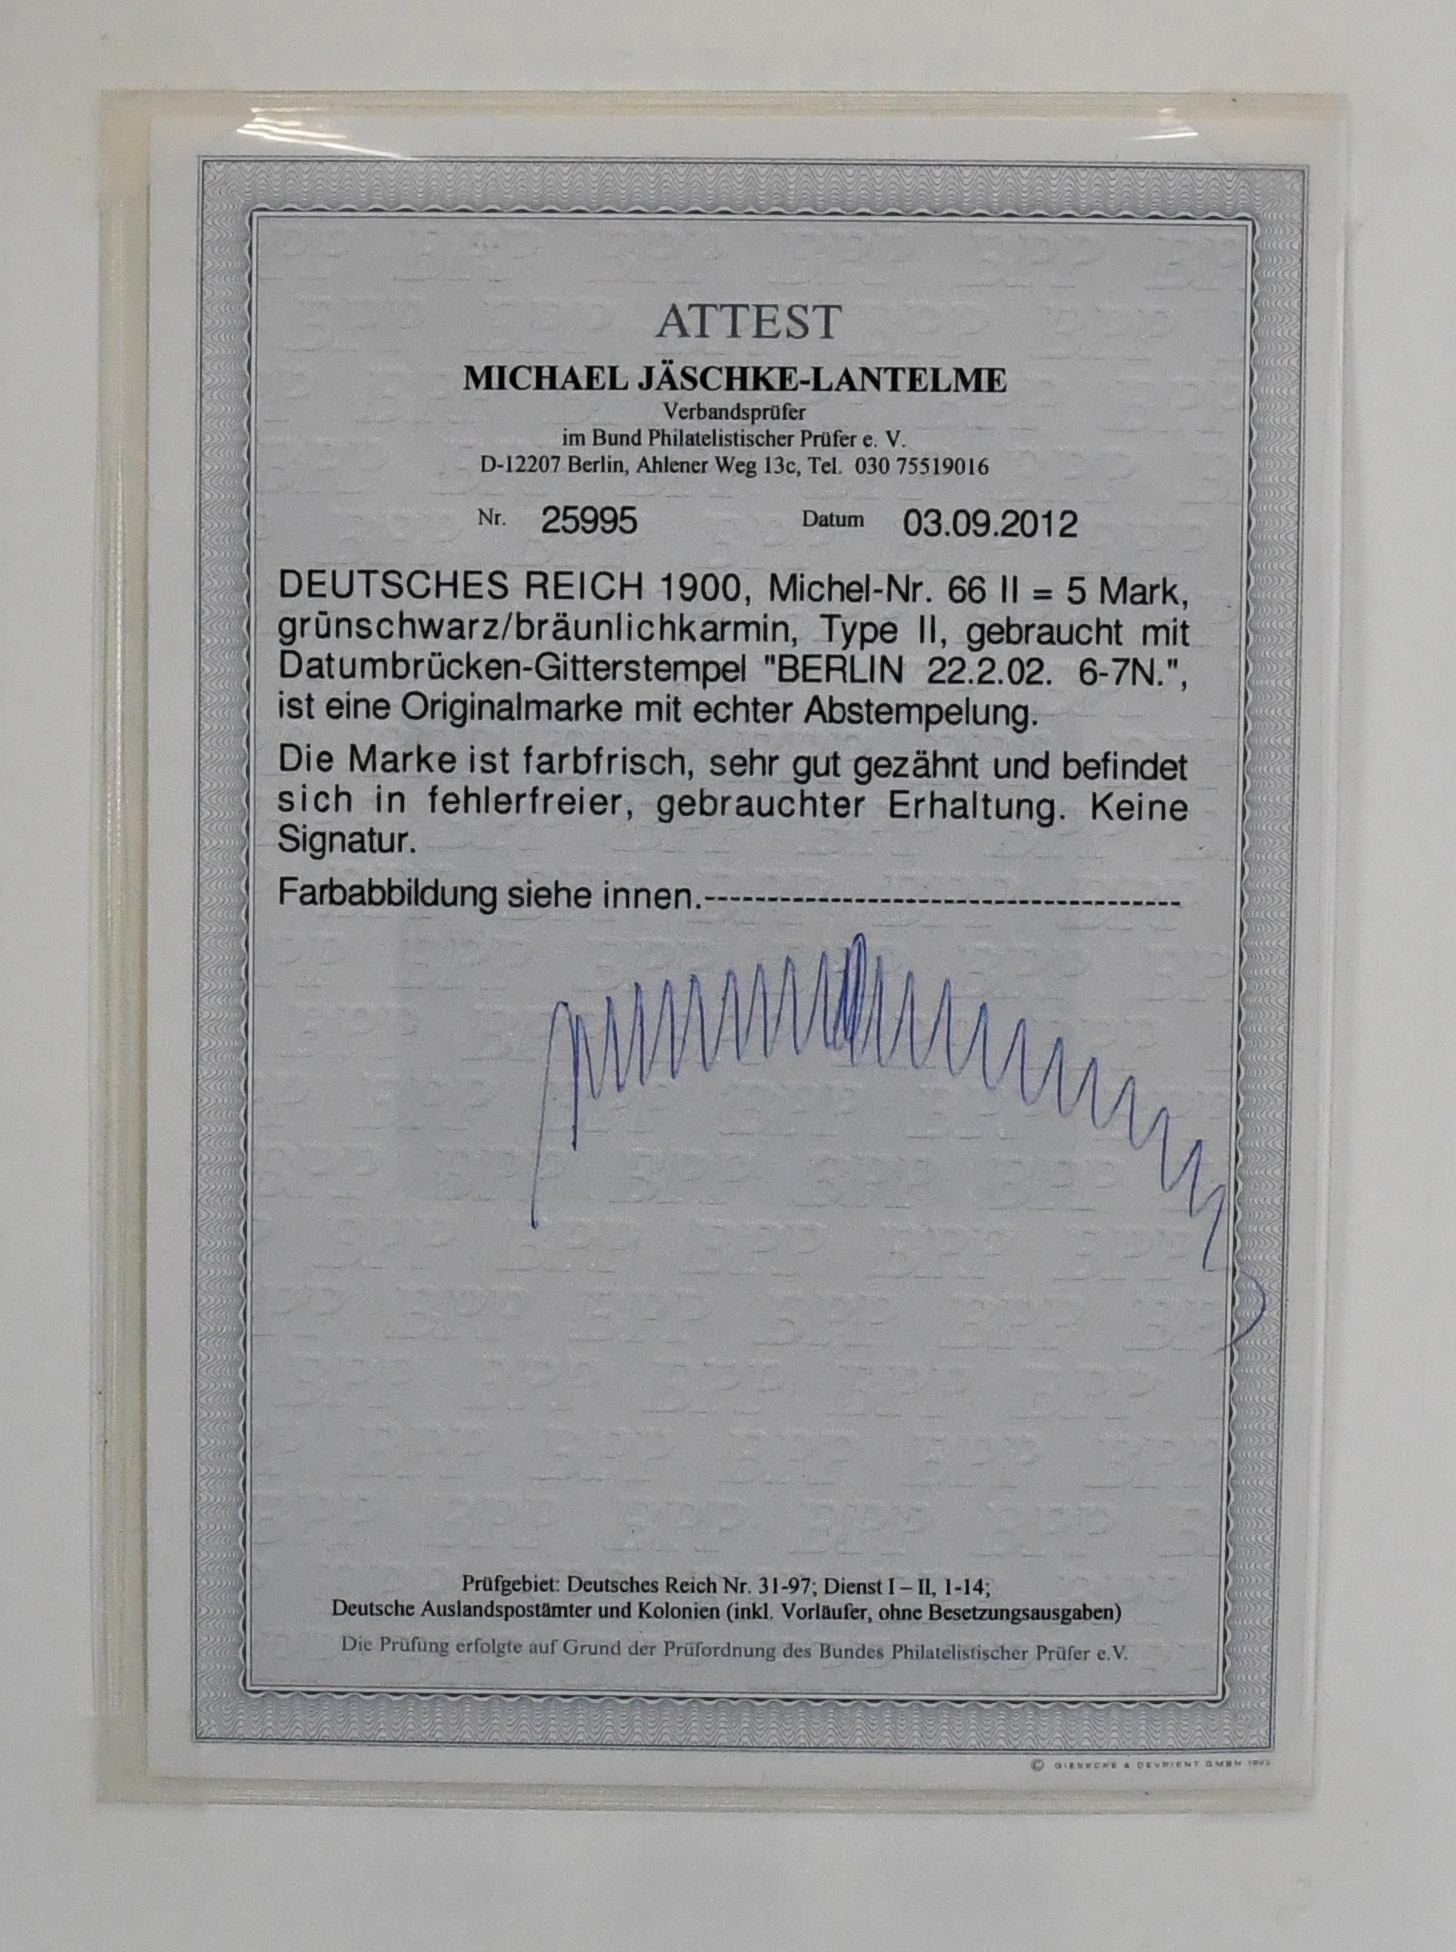 ATTEST
MICHAEL JÄSCHKE-LANTELME
Verbandsprüfer
im Bund Philatelistischer Prüfer e. V.
D-12207 Berlin, Ahlener Weg 13c, Tel. 030 75519016
Nr. 25995 Datum 03.09.2012
DEUTSCHES REICH 1900, Michel-Nr. 66 II = 5 Mark,
grünschwarz/bräunlichkarmin, Type II, gebraucht mit
Datumbrücken-Gitterstempel "BERLIN 22.2.02. 6-7N.",
ist eine Originalmarke mit echter Abstempelung.
Die Marke ist farbfrisch, sehr gut gezähnt und befindet
sich in fehlerfreier, gebrauchter Erhaltung. Keine
Signatur.
Farbabbildung siehe innen.---------------------------------------
Prüfgebiet: Deutsches Reich Nr. 31-97; Dienst I – II, 1-14;
Deutsche Auslandspostämter und Kolonien (inkl. Vorläufer, ohne Besetzungsausgaben)
Die Prüfung erfolgte auf Grund der Prüfordnung des Bundes Philatelistischer Prüfer e.V.
© GIESECKE & DEVRIENT GMBH